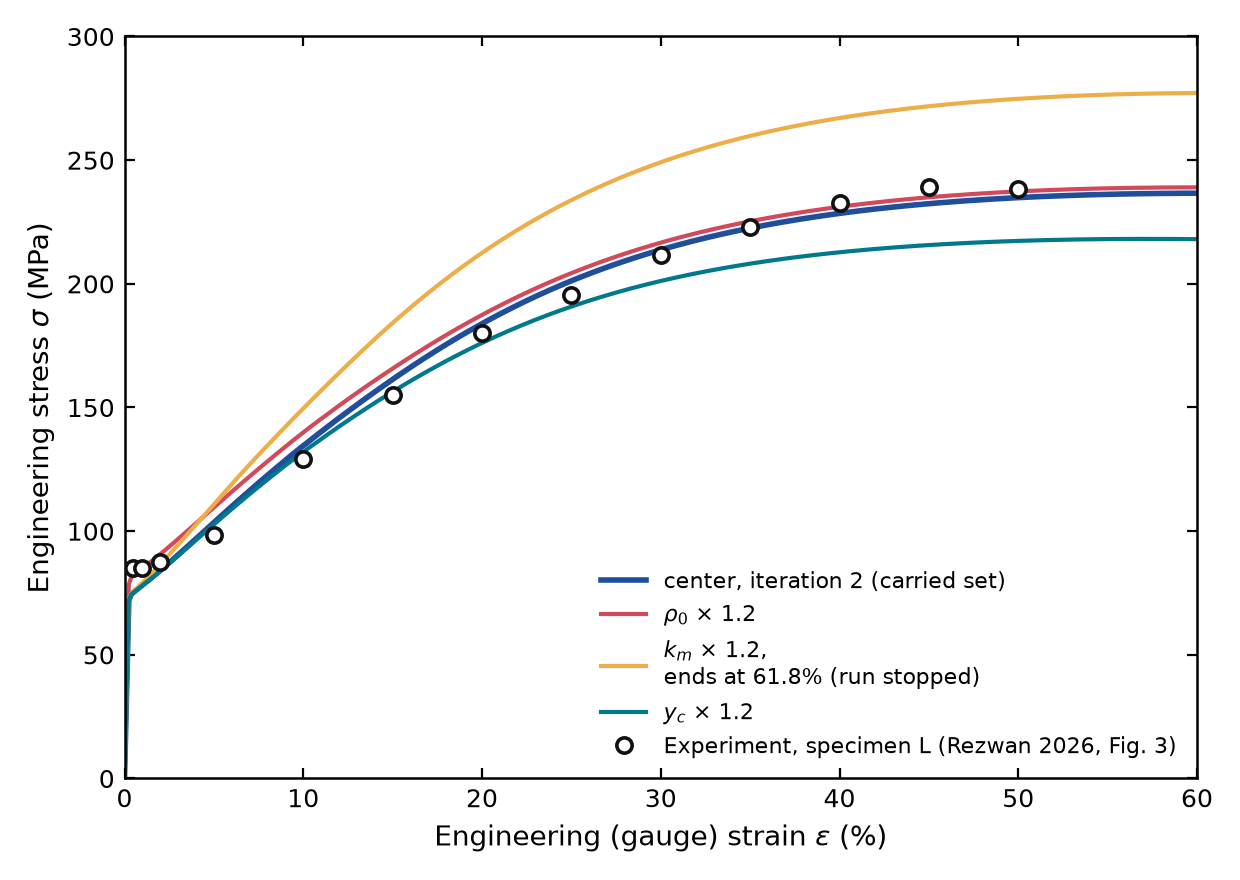 300
250
200
150
100
50
0
0 10 20 30 40 50 60
Engineering stress σ (MPa)
Engineering (gauge) strain ε (%)
center, iteration 2 (carried set)
ρ₀ × 1.2
kₘ × 1.2,
ends at 61.8% (run stopped)
y_c × 1.2
Experiment, specimen L (Rezwan 2026, Fig. 3)